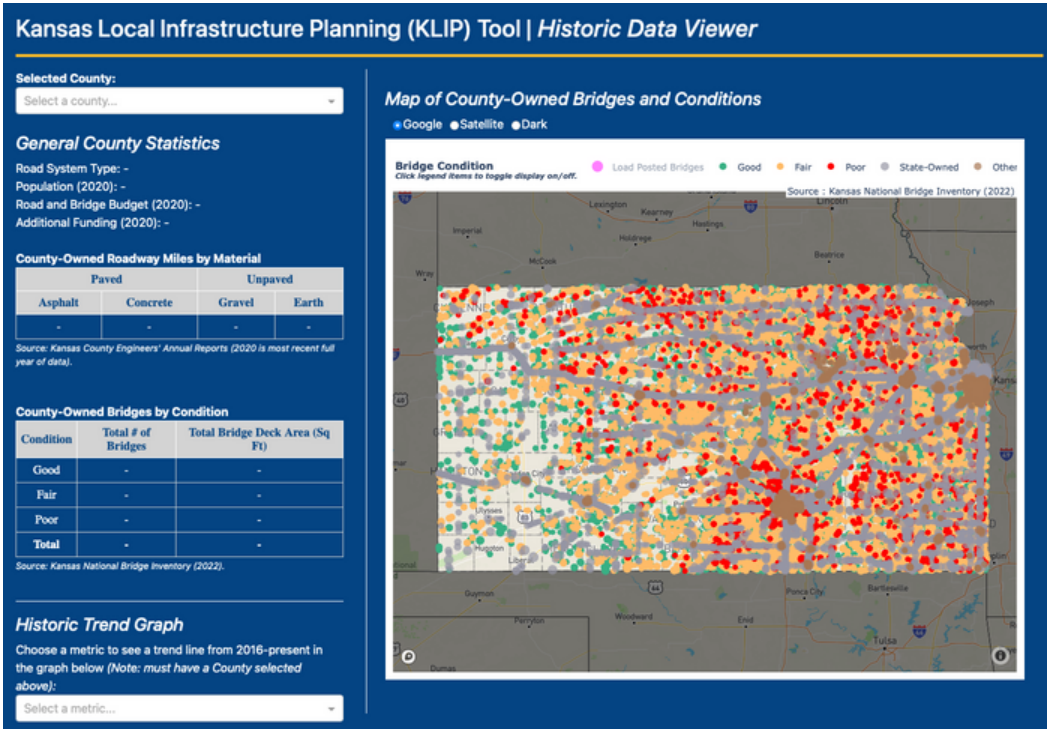 Kansas Local Infrastructure Planning (KLIP) Tool | Historic Data Viewer
Selected County:
Select a county...
General County Statistics
Road System Type: -
Population (2020): -
Road and Bridge Budget (2020): -
Additional Funding (2020): -
County-Owned Roadway Miles by Material
Paved Unpaved
Asphalt Concrete Gravel Earth
- - - -
Source: Kansas County Engineers' Annual Reports (2020 is most recent full
year of data).
County-Owned Bridges by Condition
Condition Total # of Bridges Total Bridge Deck Area (Sq Ft)
Good - -
Fair - -
Poor - -
Total - -
Source: Kansas National Bridge Inventory (2022).
Historic Trend Graph
Choose a metric to see a trend line from 2016-present in
the graph below (Note: must have a County selected
above):
Select a metric...
Map of County-Owned Bridges and Conditions
Google Satellite Dark
Bridge Condition
Click legend items to toggle display on/off.
Load Posted Bridges Good Fair Poor State-Owned Other
Source : Kansas National Bridge Inventory (2022)
Lexington
Kearney
Hastings
Lincoln
Imperial
Holdrege
McCook
Beatrice
Wray
Joseph
Ulysses
Hugoton
Liberal
Guymon
Perryton
Woodward
Enid
Ponca City
Bartlesville
Tulsa
Dumas